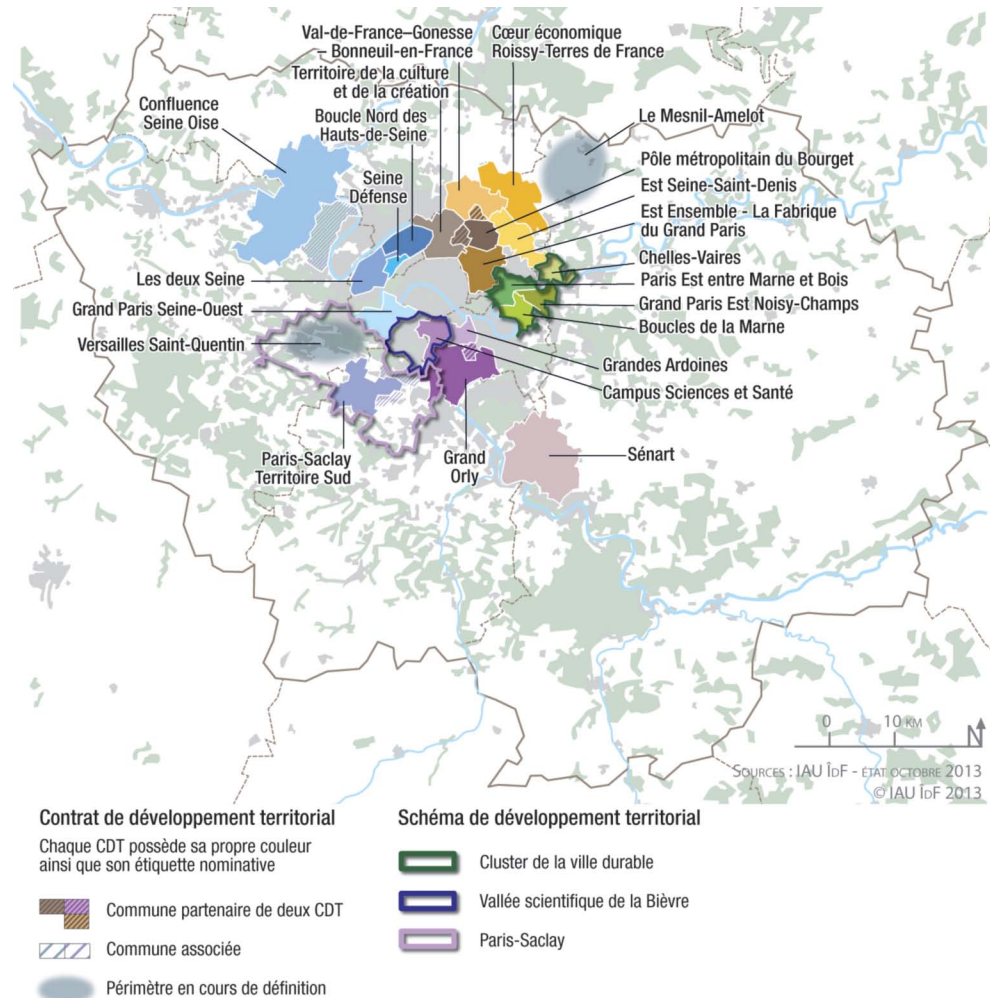 Val-de-France–Gonesse
– Bonneuil-en-France
Cœur économique
Roissy-Terres de France
Territoire de la culture
et de la création
Confluence
Seine Oise
Boucle Nord des
Hauts-de-Seine
Le Mesnil-Amelot
Seine
Défense
Pôle métropolitain du Bourget
Est Seine-Saint-Denis
Est Ensemble - La Fabrique
du Grand Paris
Chelles-Vaires
Les deux Seine
Paris Est entre Marne et Bois
Grand Paris Seine-Ouest
Grand Paris Est Noisy-Champs
Versailles Saint-Quentin
Boucles de la Marne
Grandes Ardoines
Campus Sciences et Santé
Paris-Saclay
Territoire Sud
Grand
Orly
Sénart
0 10 KM
N
SOURCES : IAU ÎDF - ÉTAT OCTOBRE 2013
© IAU ÎDF 2013
Contrat de développement territorial
Chaque CDT possède sa propre couleur
ainsi que son étiquette nominative
Commune partenaire de deux CDT
Commune associée
Périmètre en cours de définition
Schéma de développement territorial
Cluster de la ville durable
Vallée scientifique de la Bièvre
Paris-Saclay